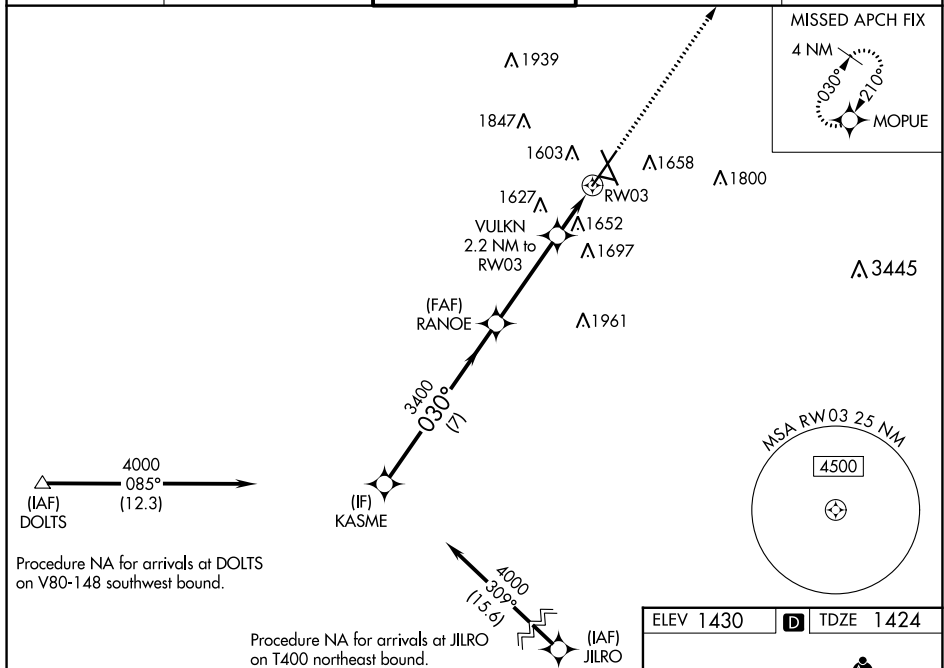 MISSED APCH FIX
4 NM
030°
210°
MOPUE
1939
1847
1603
1658
1800
RW03
1627
VULKN
2.2 NM to
RW03
1652
1697
3445
(FAF)
RANOE
1961
3400
030°
(7)
MSA RW03 25 NM
4500
4000
085°
(12.3)
(IAF)
DOLTS
(IF)
KASME
Procedure NA for arrivals at DOLTS
on V80-148 southwest bound.
4000
309°
(15.6)
(IAF)
JILRO
Procedure NA for arrivals at JILRO
on T400 northeast bound.
ELEV 1430
D
TDZE 1424